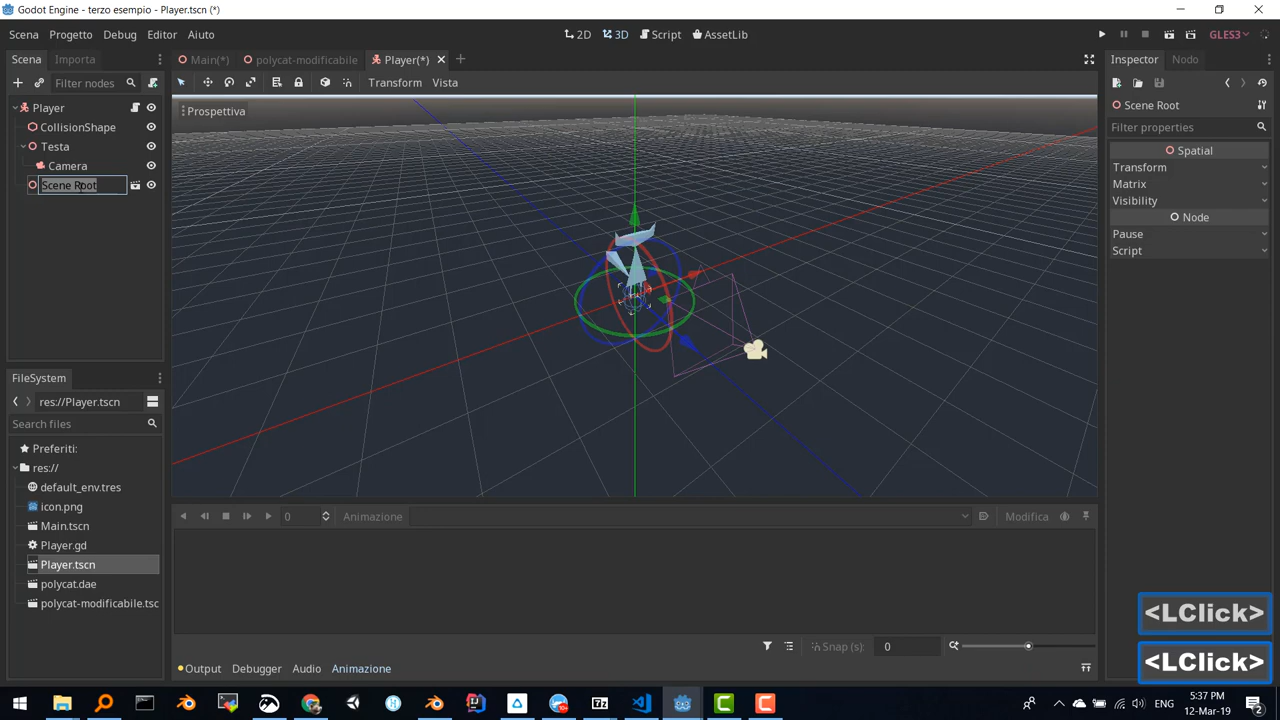 Godot Engine - terzo esempio - Player.tscn (*)
Scena Progetto Debug Editor Aiuto
2D 3D Script AssetLib
GLES3
Scena Importa
Main(*) polycat-modificabile Player(*)
Inspector Nodo
Filter nodes
Transform Vista
Player
CollisionShape
Testa
Camera
Scene Root
Prospettiva
Scene Root
Filter properties
Spatial
Transform
Matrix
Visibility
Node
Pause
Script
FileSystem
res://Player.tscn
Search files
Preferiti:
res://
default_env.tres
icon.png
Main.tscn
Player.gd
Player.tscn
polycat.dae
polycat-modificabile.tsc
0 Animazione
Modifica
Snap (s): 0
Output Debugger Audio Animazione
<LClick>
<LClick>
ENG
5:37 PM
12-Mar-19
2